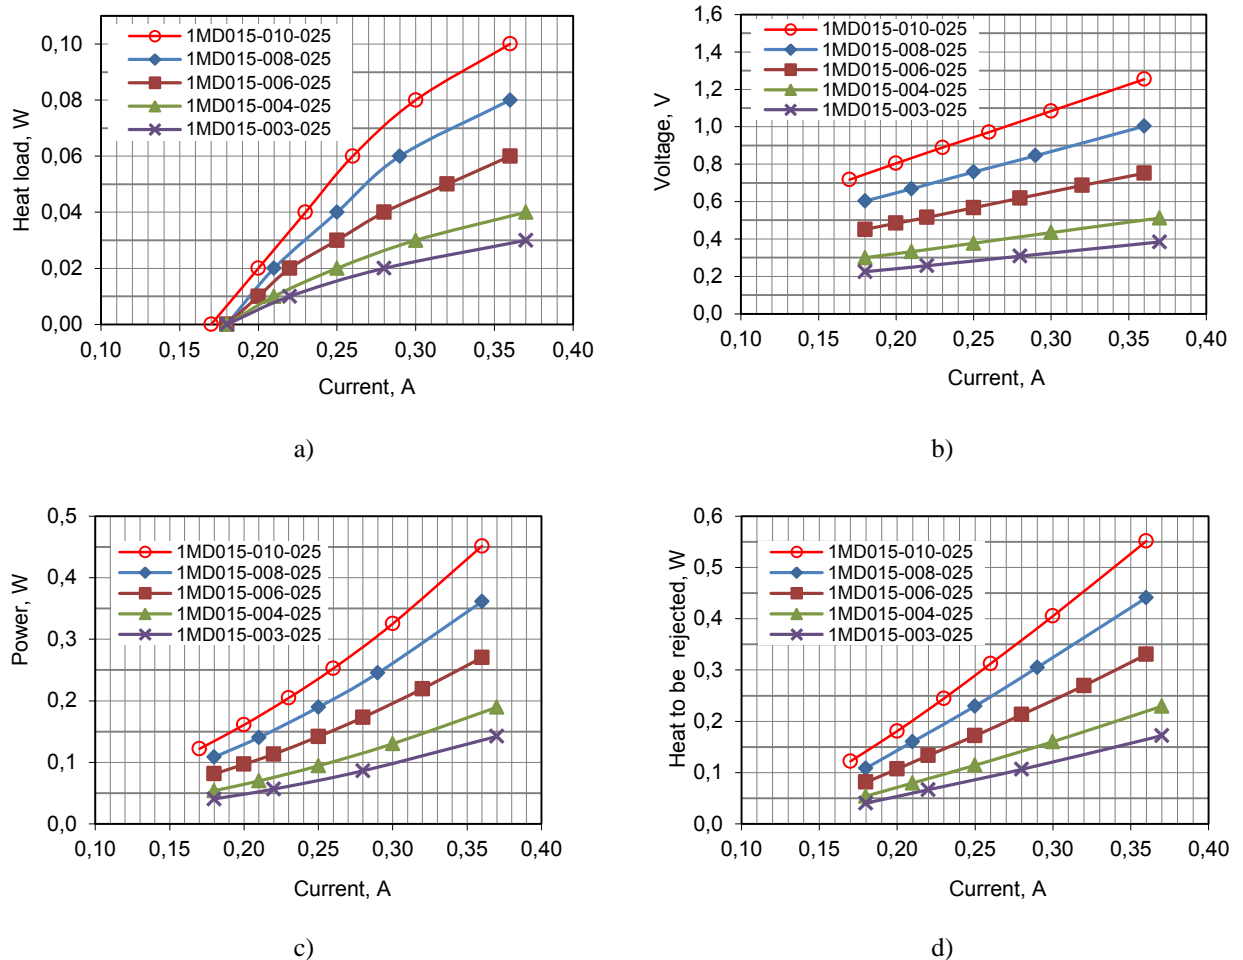 0,10
0,08
0,06
0,04
0,02
0,00
Heat load, W
1MD015-010-025
1MD015-008-025
1MD015-006-025
1MD015-004-025
1MD015-003-025
0,10 0,15 0,20 0,25 0,30 0,35 0,40
Current, A
a)
1,6
1,4
1,2
1,0
0,8
0,6
0,4
0,2
0,0
Voltage, V
1MD015-010-025
1MD015-008-025
1MD015-006-025
1MD015-004-025
1MD015-003-025
0,10 0,15 0,20 0,25 0,30 0,35 0,40
Current, A
b)
0,5
0,4
0,3
0,2
0,1
0,0
Power, W
1MD015-010-025
1MD015-008-025
1MD015-006-025
1MD015-004-025
1MD015-003-025
0,10 0,15 0,20 0,25 0,30 0,35 0,40
Current, A
c)
0,6
0,5
0,4
0,3
0,2
0,1
0,0
Heat to be rejected, W
1MD015-010-025
1MD015-008-025
1MD015-006-025
1MD015-004-025
1MD015-003-025
0,10 0,15 0,20 0,25 0,30 0,35 0,40
Current, A
d)